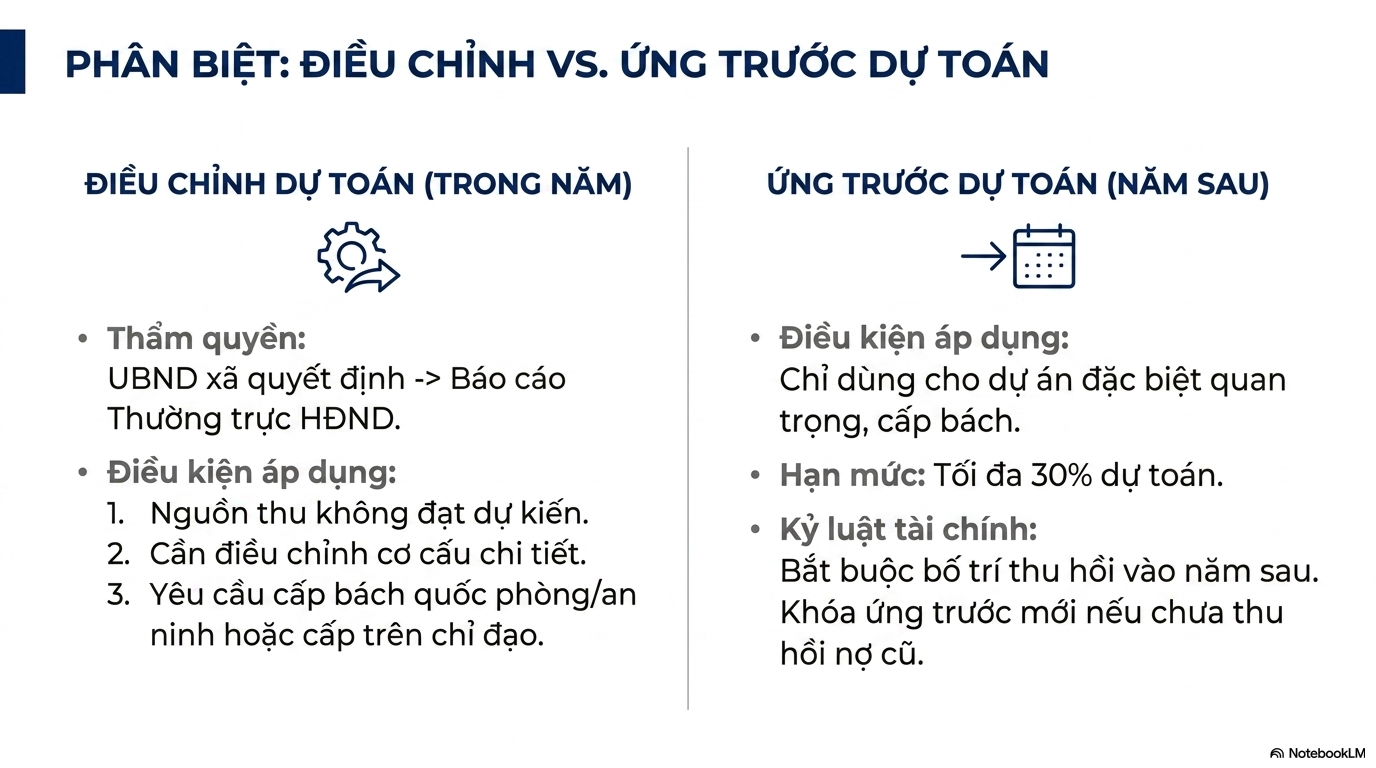 PHÂN BIỆT: ĐIỀU CHỈNH VS. ỨNG TRƯỚC DỰ TOÁN
ĐIỀU CHỈNH DỰ TOÁN (TRONG NĂM)
• Thẩm quyền:
UBND xã quyết định -> Báo cáo
Thường trực HĐND.
• Điều kiện áp dụng:
1. Nguồn thu không đạt dự kiến.
2. Cần điều chỉnh cơ cấu chi tiết.
3. Yêu cầu cấp bách quốc phòng/an
ninh hoặc cấp trên chỉ đạo.
ỨNG TRƯỚC DỰ TOÁN (NĂM SAU)
• Điều kiện áp dụng:
Chỉ dùng cho dự án đặc biệt quan
trọng, cấp bách.
• Hạn mức: Tối đa 30% dự toán.
• Kỷ luật tài chính:
Bắt buộc bố trí thu hồi vào năm sau.
Khóa ứng trước mới nếu chưa thu
hồi nợ cũ.
NotebookLM